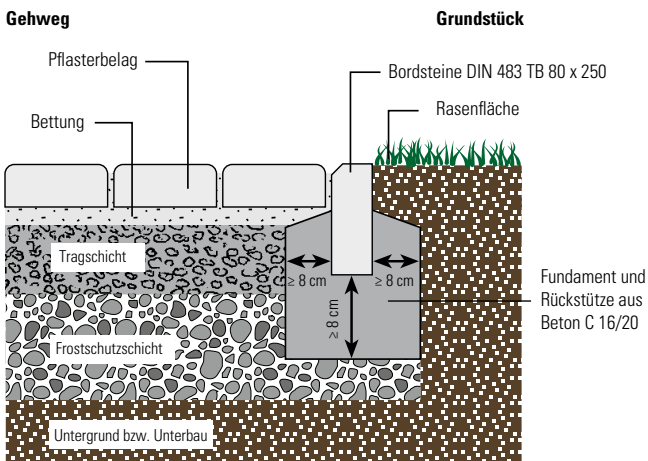 Gehweg
Grundstück
Pflasterbelag
Bordsteine DIN 483 TB 80 x 250
Rasenfläche
Bettung
Tragschicht
≥ 8 cm
≥ 8 cm
≥ 8 cm
Fundament und
Rückstütze aus
Beton C 16/20
Frostschutzschicht
Untergrund bzw. Unterbau